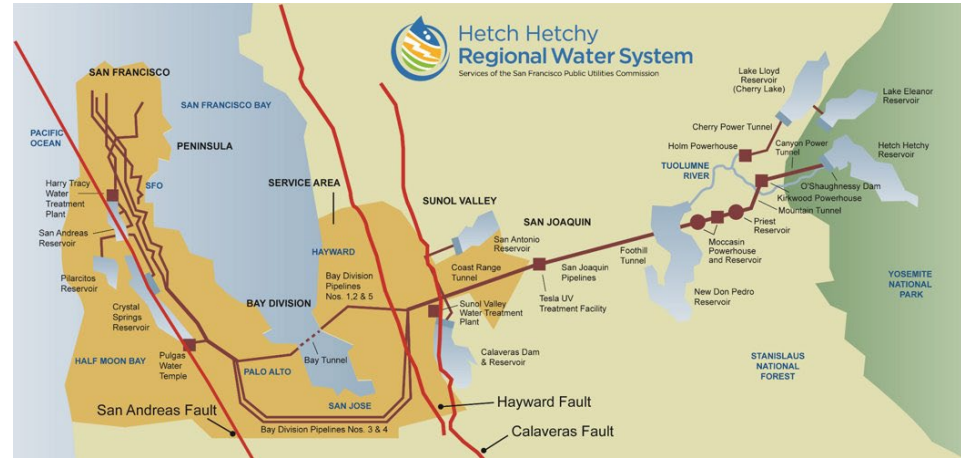 Hetch Hetchy
Regional Water System
Services of the San Francisco Public Utilities Commission
SAN FRANCISCO
SAN FRANCISCO BAY
PACIFIC
OCEAN
PENINSULA
Harry Tracy
Water
Treatment
Plant
SFO
San Andreas
Reservoir
Pilarcitos
Reservoir
Crystal
Springs
Reservoir
HALF MOON BAY
Pulgas
Water
Temple
San Andreas Fault
SERVICE AREA
HAYWARD
Bay Division
Pipelines
Nos. 1,2 & 5
BAY DIVISION
Bay Tunnel
PALO ALTO
SAN JOSE
Bay Division Pipelines Nos. 3 & 4
SUNOL VALLEY
San Antonio
Reservoir
Coast Range
Tunnel
Sunol Valley
Water Treatment
Plant
Calaveras Dam
& Reservoir
Hayward Fault
Calaveras Fault
SAN JOAQUIN
San Joaquin
Pipelines
Tesla UV
Treatment Facility
Foothill
Tunnel
New Don Pedro
Reservoir
Lake Lloyd
Reservoir
(Cherry Lake)
Lake Eleanor
Reservoir
Cherry Power Tunnel
Holm Powerhouse
Canyon Power
Tunnel
Hetch Hetchy
Reservoir
TUOLUMNE
RIVER
O'Shaughnessy Dam
Kirkwood Powerhouse
Mountain Tunnel
Priest
Reservoir
Moccasin
Powerhouse
and Reservoir
YOSEMITE
NATIONAL
PARK
STANISLAUS
NATIONAL
FOREST